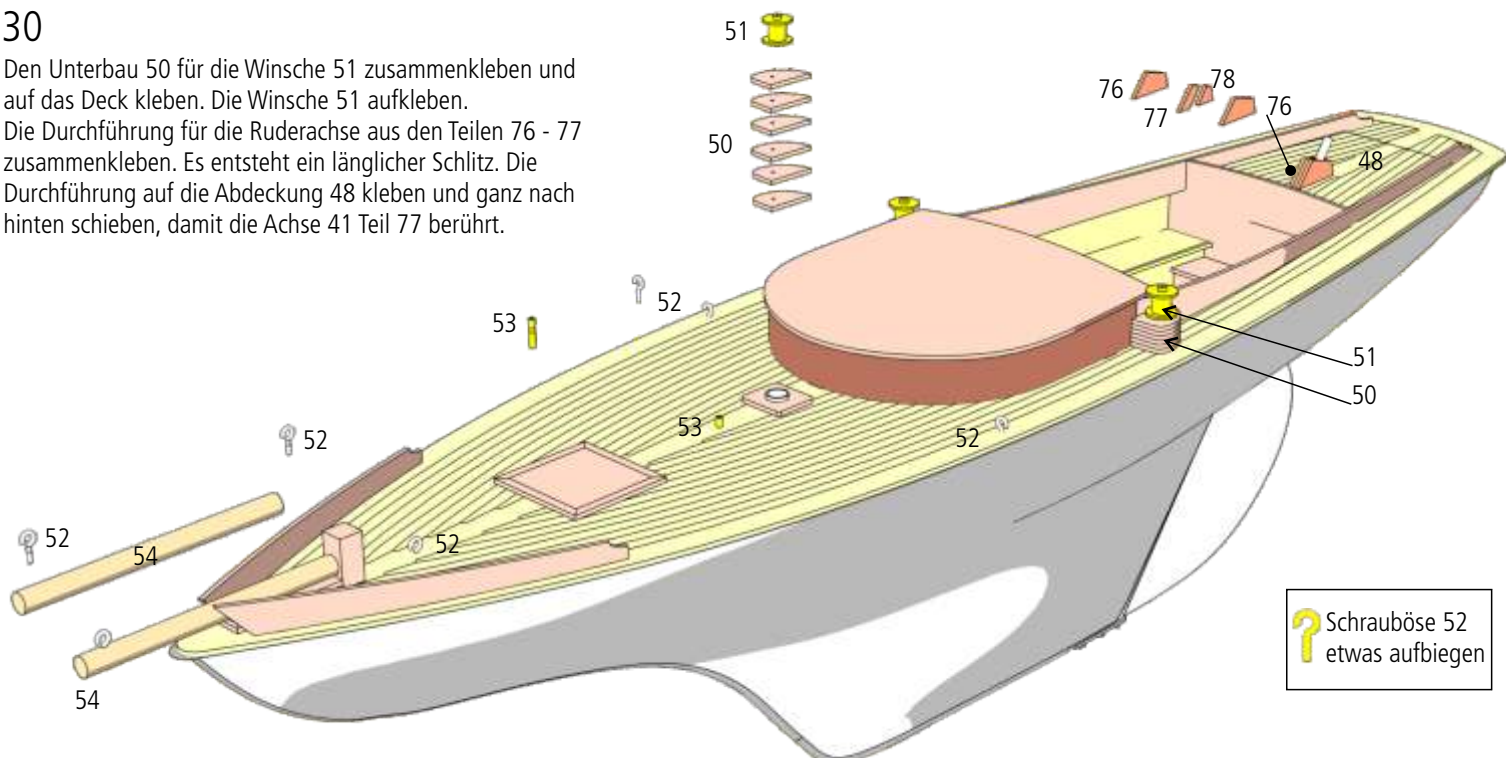 30
Den Unterbau 50 für die Winsche 51 zusammenkleben und
auf das Deck kleben. Die Winsche 51 aufkleben.
Die Durchführung für die Ruderachse aus den Teilen 76 - 77
zusammenkleben. Es entsteht ein länglicher Schlitz. Die
Durchführung auf die Abdeckung 48 kleben und ganz nach
hinten schieben, damit die Achse 41 Teil 77 berührt.
51
50
76
77
78
76
48
53
52
51
50
53
52
52
52
54
52
54
Schrauböse 52
etwas aufbiegen